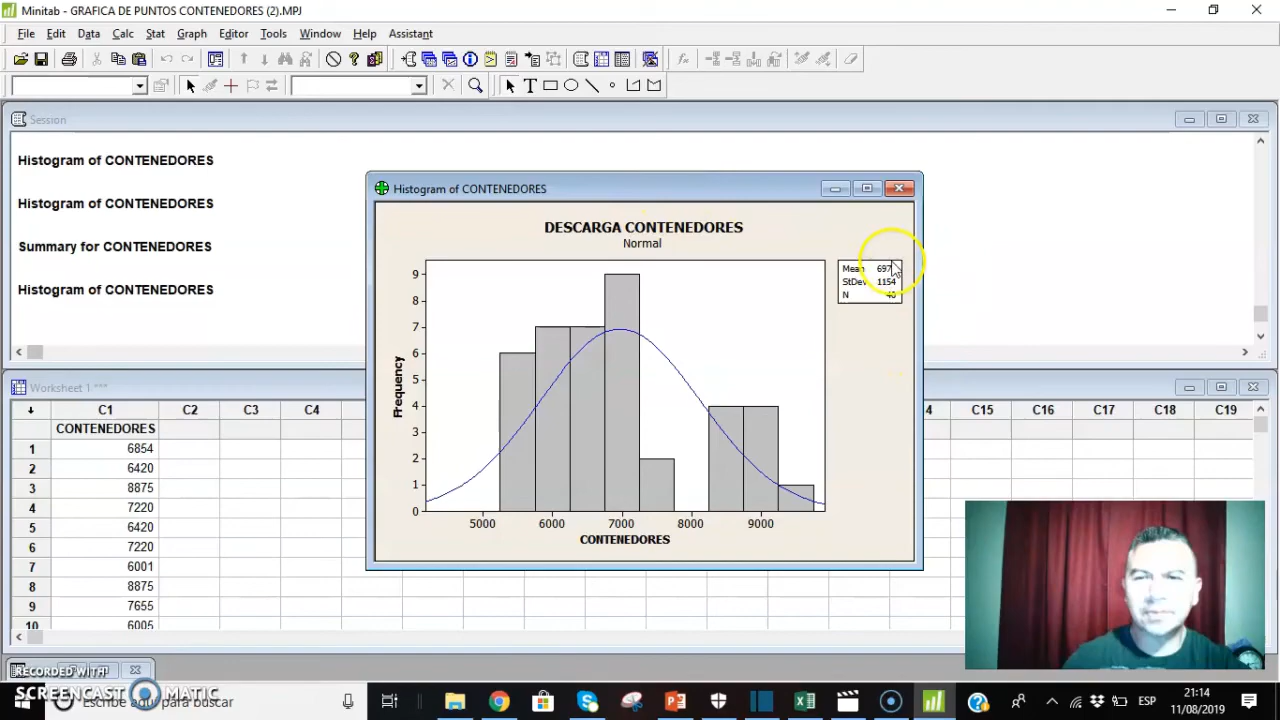 Minitab - GRAFICA DE PUNTOS CONTENEDORES (2).MPJ
File Edit Data Calc Stat Graph Editor Tools Window Help Assistant
Session
Histogram of CONTENEDORES
Histogram of CONTENEDORES
Summary for CONTENEDORES
Histogram of CONTENEDORES
Histogram of CONTENEDORES
DESCARGA CONTENEDORES
Normal
Mean 697
StDev 1154
N 40
9
8
7
6
5
4
3
2
1
0
Frequency
5000 6000 7000 8000 9000
CONTENEDORES
Worksheet 1 ***
C1 C2 C3 C4 4 C15 C16 C17 C18 C19
CONTENEDORES
1 6854
2 6420
3 8875
4 7220
5 6420
6 7220
7 6001
8 8875
9 7655
10 6005
RECORDED WITH
SCREENCAST MATIC
Escribe aquí para buscar
ESP
21:14
11/08/2019